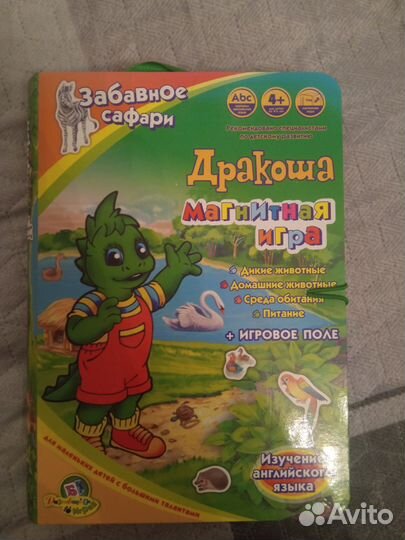 Забавное
сафари
Abc
4+
Рекомендовано специалистами
по детскому развитию
Дракоша
магнитная
игра
Дикие животные
Домашние животные
Среда обитания
Питание
+ ИГРОВОЕ ПОЛЕ
Изучение
английского
языка
для маленьких детей с большими талантами
Avito